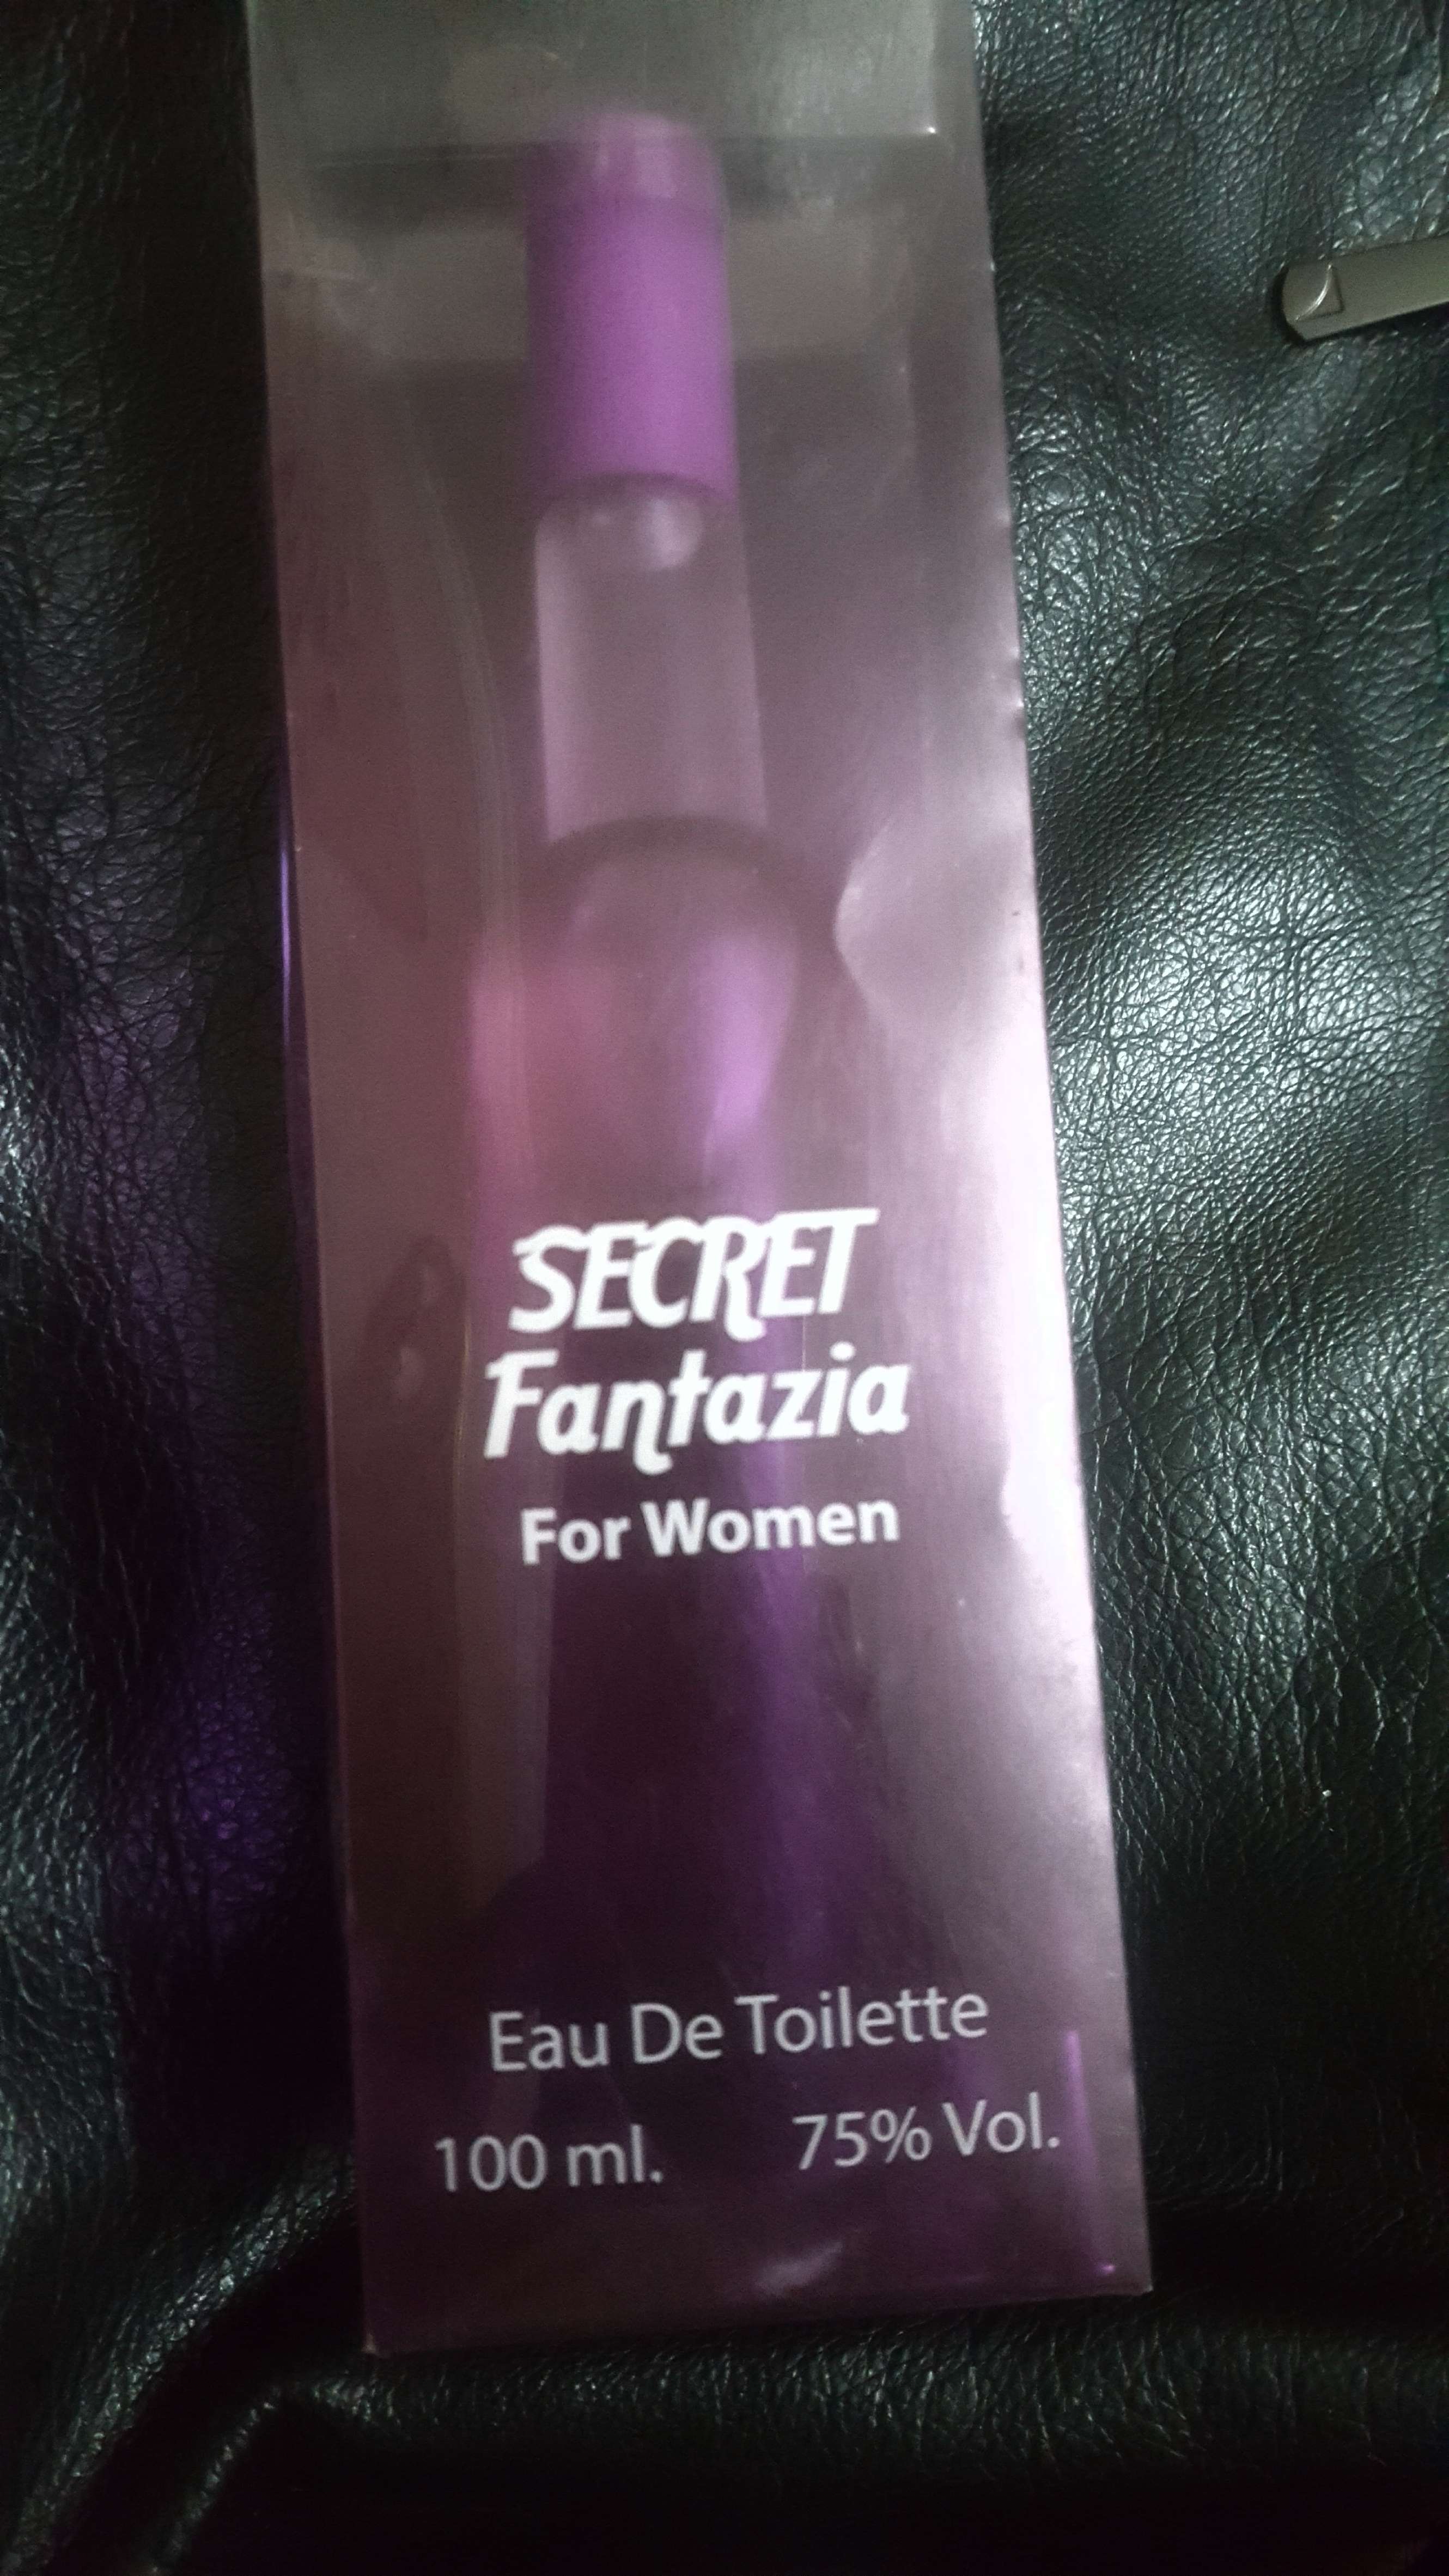 SECRET
Fantazia
For Women
Eau De Toilette
100 ml. 75% Vol.